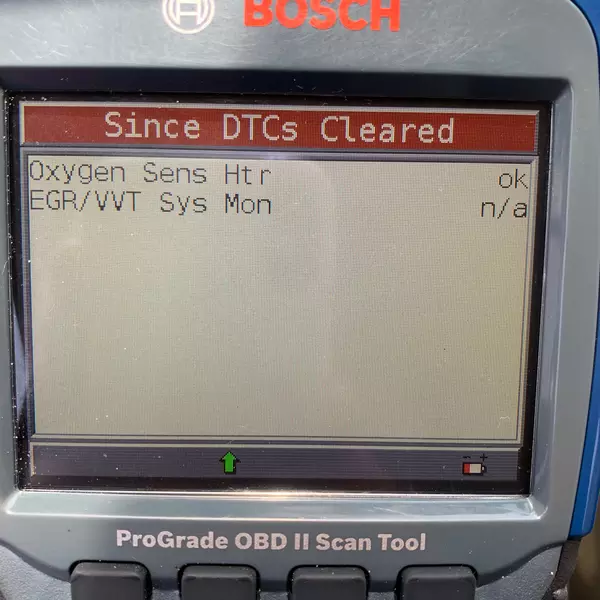 BOSCH
Since DTCs Cleared
Oxygen Sens Htr ok
EGR/VVT Sys Mon n/a
- +
ProGrade OBD II Scan Tool